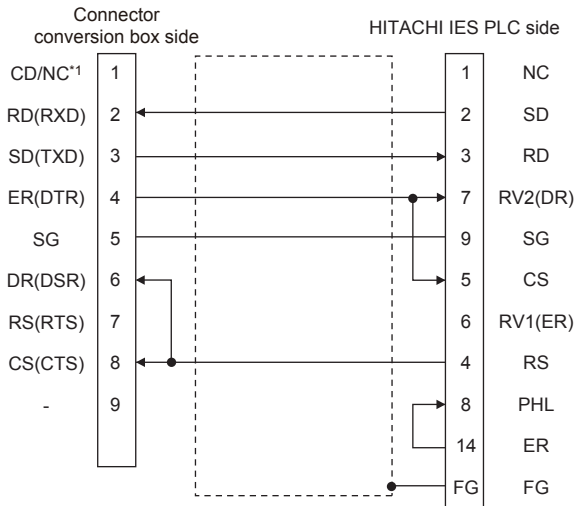 Connector
conversion box side
HITACHI IES PLC side
CD/NC*1 1 1 NC
RD(RXD) 2 2 SD
SD(TXD) 3 3 RD
ER(DTR) 4 7 RV2(DR)
SG 5 9 SG
DR(DSR) 6 5 CS
RS(RTS) 7 6 RV1(ER)
CS(CTS) 8 4 RS
- 9 8 PHL
14 ER
FG FG